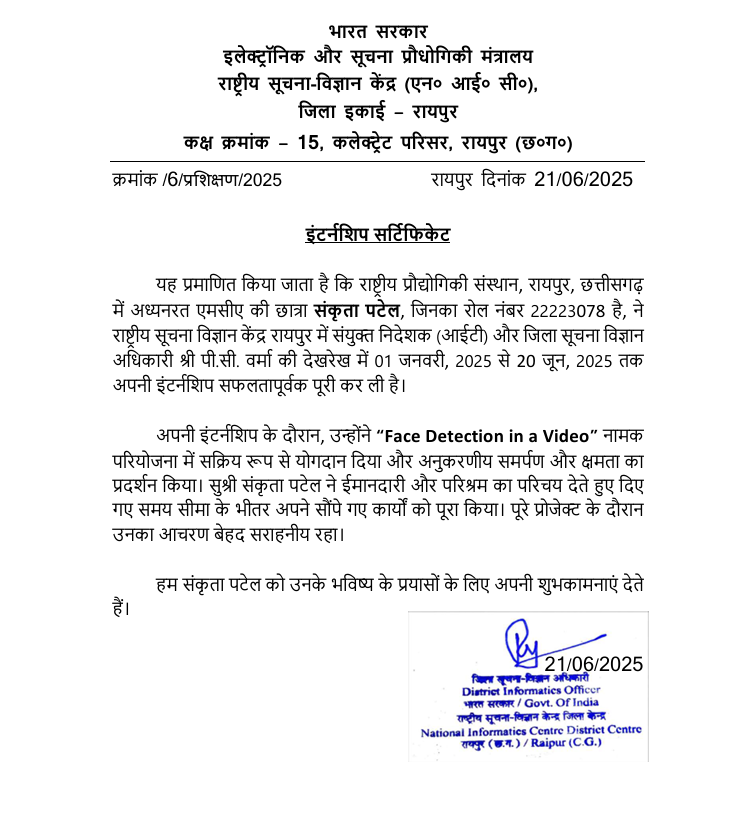 भारत सरकार
इलेक्ट्रॉनिक और सूचना प्रौधोगिकी मंत्रालय
राष्ट्रीय सूचना-विज्ञान केंद्र (एन० आई० सी०),
जिला इकाई – रायपुर
कक्ष क्रमांक – 15, कलेक्ट्रेट परिसर, रायपुर (छ०ग०)
क्रमांक /6/प्रशिक्षण/2025 रायपुर दिनांक 21/06/2025
इंटर्नशिप सर्टिफिकेट
यह प्रमाणित किया जाता है कि राष्ट्रीय प्रौद्योगिकी संस्थान, रायपुर, छत्तीसगढ़
में अध्यनरत एमसीए की छात्रा संकृता पटेल, जिनका रोल नंबर 22223078 है, ने
राष्ट्रीय सूचना विज्ञान केंद्र रायपुर में संयुक्त निदेशक (आईटी) और जिला सूचना विज्ञान
अधिकारी श्री पी.सी. वर्मा की देखरेख में 01 जनवरी, 2025 से 20 जून, 2025 तक
अपनी इंटर्नशिप सफलतापूर्वक पूरी कर ली है।
अपनी इंटर्नशिप के दौरान, उन्होंने “Face Detection in a Video” नामक
परियोजना में सक्रिय रूप से योगदान दिया और अनुकरणीय समर्पण और क्षमता का
प्रदर्शन किया। सुश्री संकृता पटेल ने ईमानदारी और परिश्रम का परिचय देते हुए दिए
गए समय सीमा के भीतर अपने सौंपे गए कार्यों को पूरा किया। पूरे प्रोजेक्ट के दौरान
उनका आचरण बेहद सराहनीय रहा।
हम संकृता पटेल को उनके भविष्य के प्रयासों के लिए अपनी शुभकामनाएं देते
हैं।
21/06/2025
जिला सूचना-विज्ञान अधिकारी
District Informatics Officer
भारत सरकार / Govt. Of India
राष्ट्रीय सूचना-विज्ञान केन्द्र जिला केन्द्र
National Informatics Centre District Centre
रायपुर (छ.ग.) / Raipur (C.G.)